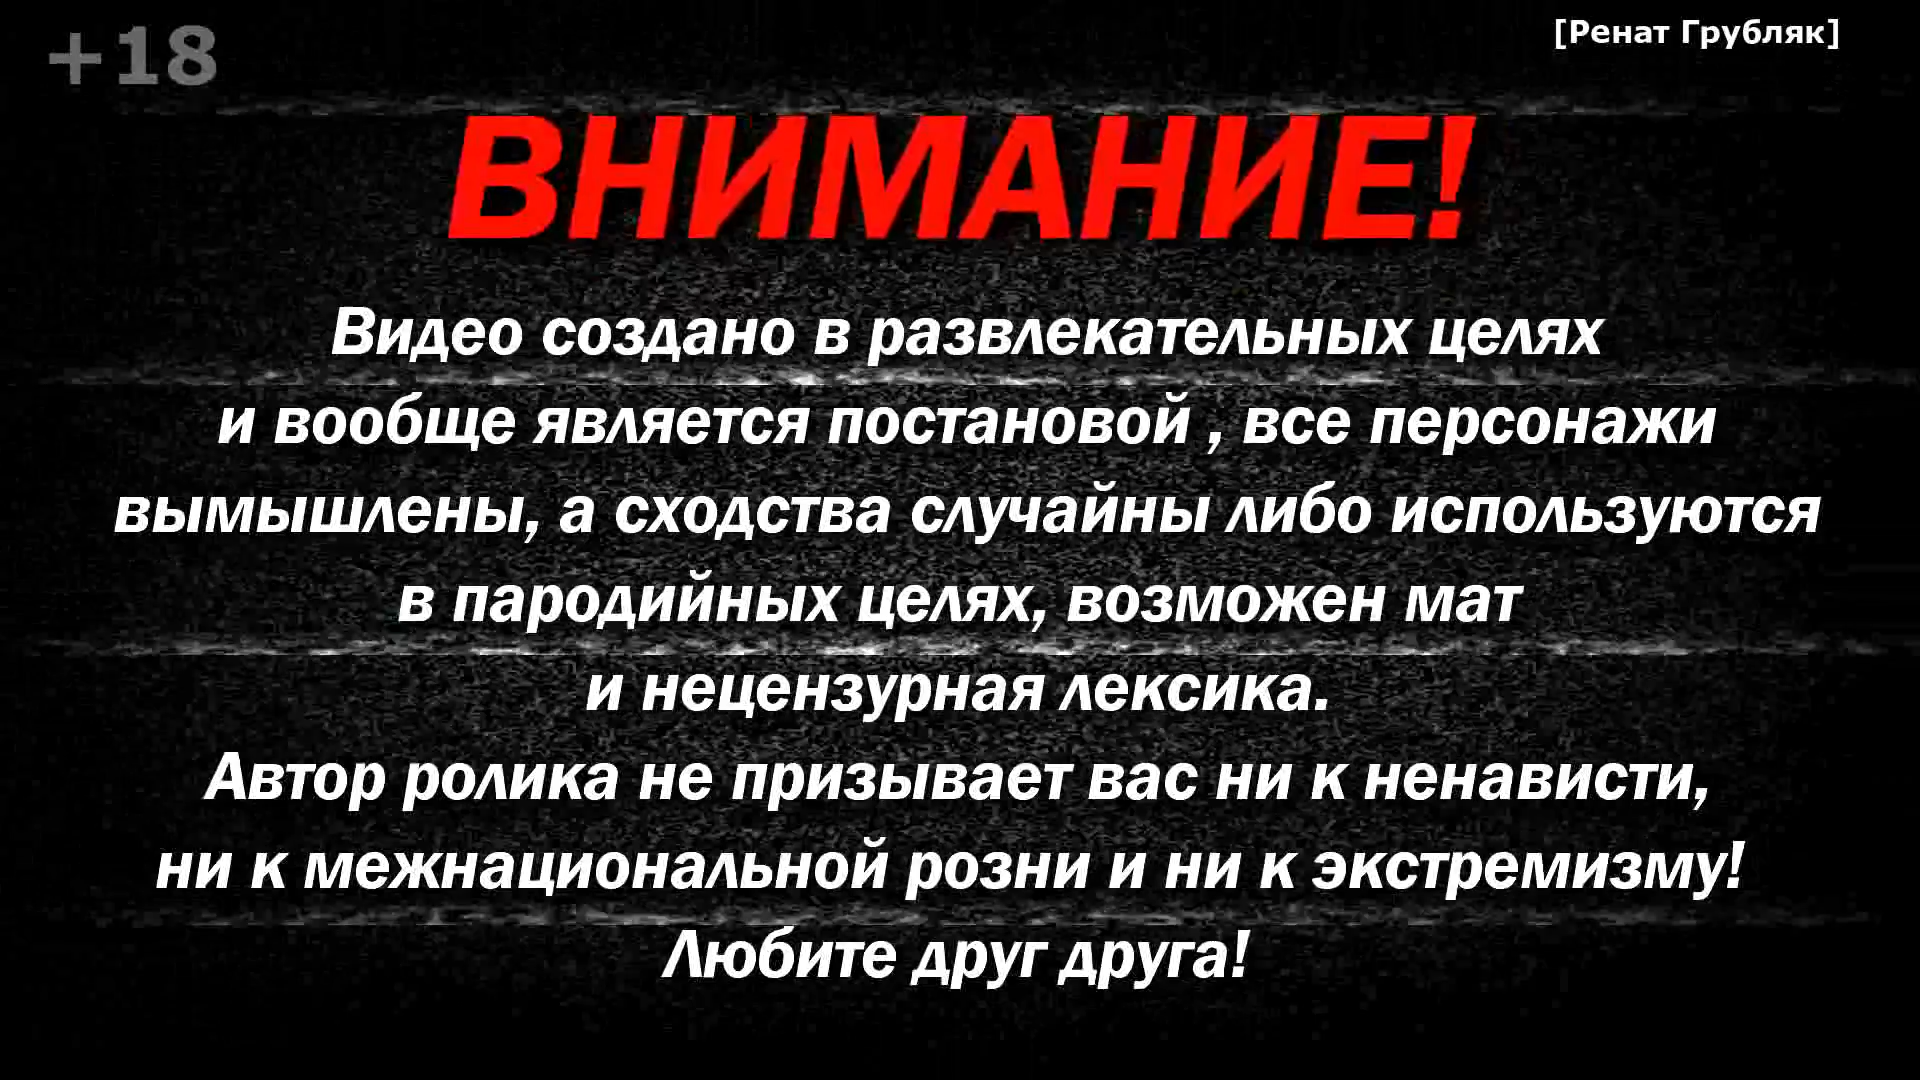 +18
[Ренат Грубляк]
ВНИМАНИЕ!
Видео создано в развлекательных целях
и вообще является постановой , все персонажи
вымышлены, а сходства случайны либо используются
в пародийных целях, возможен мат
и нецензурная лексика.
Автор ролика не призывает вас ни к ненависти,
ни к межнациональной розни и ни к экстремизму!
Любите друг друга!